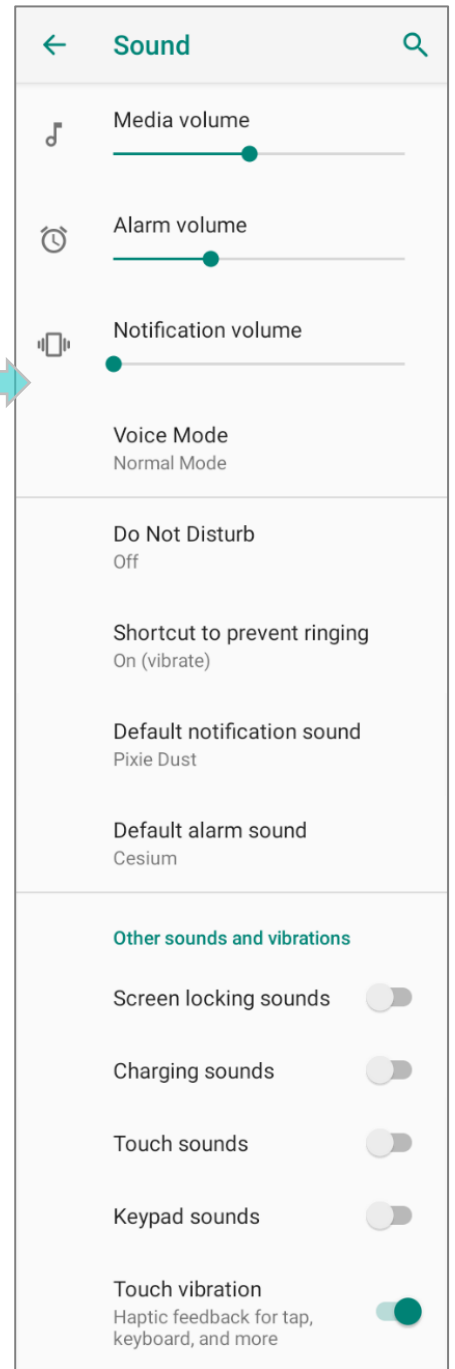 Sound
Media volume
Alarm volume
Notification volume
Voice Mode
Normal Mode
Do Not Disturb
Off
Shortcut to prevent ringing
On (vibrate)
Default notification sound
Pixie Dust
Default alarm sound
Cesium
Other sounds and vibrations
Screen locking sounds
Charging sounds
Touch sounds
Keypad sounds
Touch vibration
Haptic feedback for tap,
keyboard, and more